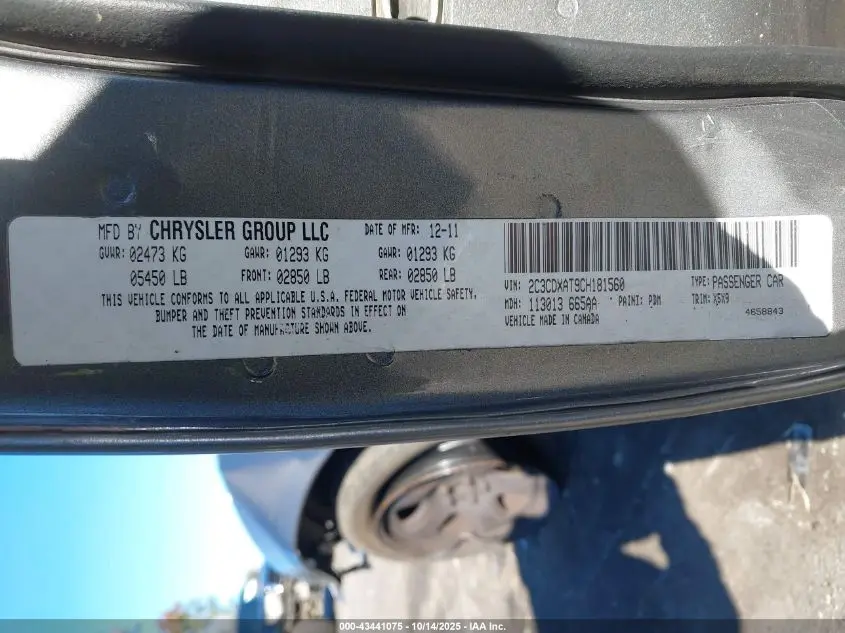 MFD BY CHRYSLER GROUP LLC DATE OF MFR: 12-11
GVWR: 02473 KG GAWR: 01293 KG GAWR: 01293 KG
05450 LB FRONT: 02850 LB REAR: 02850 LB
THIS VEHICLE CONFORMS TO ALL APPLICABLE U.S.A. FEDERAL MOTOR VEHICLE SAFETY,
BUMPER AND THEFT PREVENTION STANDARDS IN EFFECT ON
THE DATE OF MANUFACTURE SHOWN ABOVE.
VIN: 2C3CDXAT9CH181560 TYPE: PASSENGER CAR
MDH: 113013 665AA PAINT: PDM TRIM: X5X9
VEHICLE MADE IN CANADA 4658843
000-43441075 | 10/14/2025 | IAA Inc.